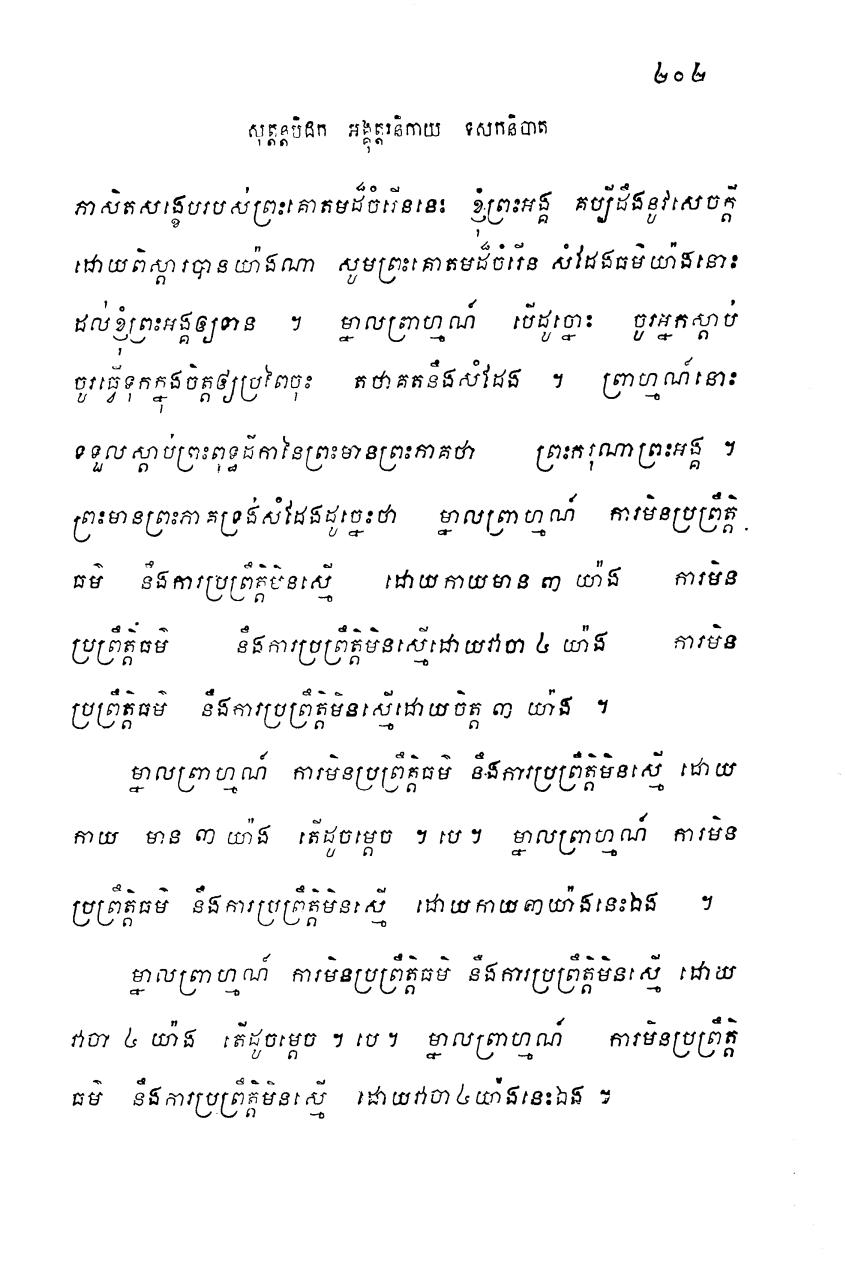 ៤០២
សុត្តន្តបិដក អង្គុត្តរនិកាយ ទសកនិបាត
ភាសិតសង្ខេបរបស់ព្រះគោតមដ៏ចំរើននេះ ខ្ញុំព្រះអង្គ គប្បីដឹងនូវសេចក្តី
ដោយពិស្តារបានយ៉ាងណា សូមព្រះគោតមដ៏ចំរើន សំដែងធម៌យ៉ាងនោះ
ដល់ខ្ញុំព្រះអង្គឲ្យទាន ។ ម្នាលព្រាហ្មណ៍ បើដូច្នោះ ចូរអ្នកស្តាប់
ចូរធ្វើទុកក្នុងចិត្តឲ្យប្រពៃចុះ តថាគតនឹងសំដែង ។ ព្រាហ្មណ៍នោះ
ទទួលស្តាប់ព្រះពុទ្ធដីកានៃព្រះមានព្រះភាគថា ព្រះករុណាព្រះអង្គ ។
ព្រះមានព្រះភាគទ្រង់សំដែងដូច្នេះថា ម្នាលព្រាហ្មណ៍ ការមិនប្រព្រឹត្តិ
ធម៌ នឹងការប្រព្រឹត្តិមិនស្មើ ដោយកាយមាន ៣ យ៉ាង ការមិន
ប្រព្រឹត្តិធម៌ នឹងការប្រព្រឹត្តិមិនស្មើដោយវាចា ៤ យ៉ាង ការមិន
ប្រព្រឹត្តិធម៌ នឹងការប្រព្រឹត្តិមិនស្មើដោយចិត្ត ៣ យ៉ាង ។
ម្នាលព្រាហ្មណ៍ ការមិនប្រព្រឹត្តិធម៌ នឹងការប្រព្រឹត្តិមិនស្មើ ដោយ
កាយ មាន ៣ យ៉ាង តើដូចម្តេច ។ បេ ។ ម្នាលព្រាហ្មណ៍ ការមិន
ប្រព្រឹត្តិធម៌ នឹងការប្រព្រឹត្តិមិនស្មើ ដោយកាយ៣យ៉ាងនេះឯង ។
ម្នាលព្រាហ្មណ៍ ការមិនប្រព្រឹត្តិធម៌ នឹងការប្រព្រឹត្តិមិនស្មើ ដោយ
វាចា ៤ យ៉ាង តើដូចម្តេច ។ បេ ។ ម្នាលព្រាហ្មណ៍ ការមិនប្រព្រឹត្តិ
ធម៌ នឹងការប្រព្រឹត្តិមិនស្មើ ដោយវាចា៤យ៉ាងនេះឯង ។